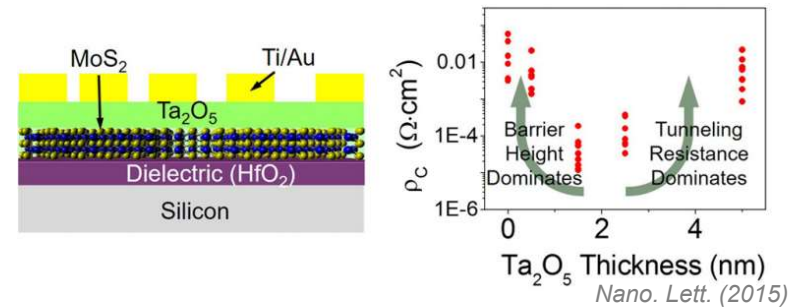 MoS2
Ti/Au
Ta2O5
Dielectric (HfO2)
Silicon
ρC (Ω·cm2)
0.01
1E-4
1E-6
Barrier
Height
Dominates
Tunneling
Resistance
Dominates
0 2 4
Ta2O5 Thickness (nm)
Nano. Lett. (2015)